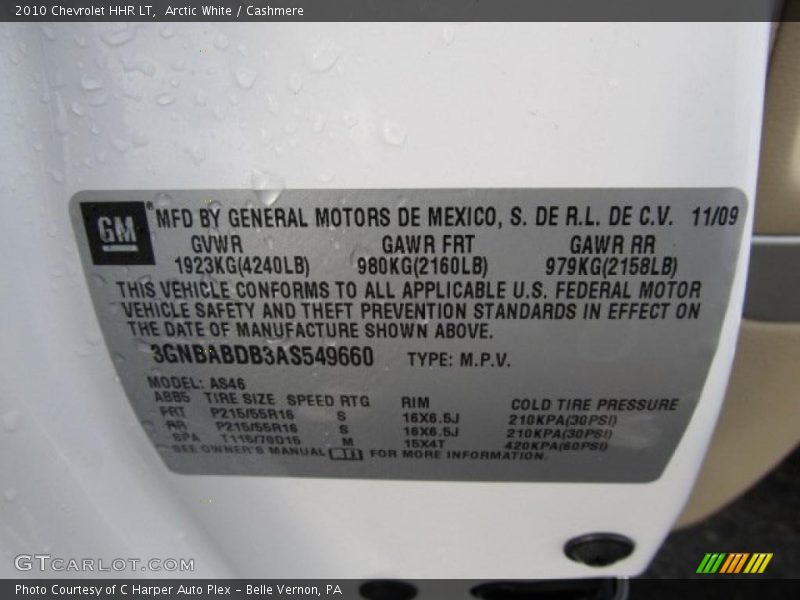 2010 Chevrolet HHR LT, Arctic White / Cashmere
GM ® MFD BY GENERAL MOTORS DE MEXICO, S. DE R.L. DE C.V. 11/09
GVWR GAWR FRT GAWR RR
1923KG(4240LB) 980KG(2160LB) 979KG(2158LB)
THIS VEHICLE CONFORMS TO ALL APPLICABLE U.S. FEDERAL MOTOR
VEHICLE SAFETY AND THEFT PREVENTION STANDARDS IN EFFECT ON
THE DATE OF MANUFACTURE SHOWN ABOVE.
3GNBABDB3AS549660 TYPE: M.P.V.
MODEL: AS46
ABB5 TIRE SIZE SPEED RTG RIM COLD TIRE PRESSURE
FRT P215/55R16 S 16X6.5J 210KPA(30PSI)
RR P215/55R16 S 16X6.5J 210KPA(30PSI)
SPA T115/70D15 M 15X4T 420KPA(60PSI)
SEE OWNER'S MANUAL FOR MORE INFORMATION.
GTCARLOT.COM
Photo Courtesy of C Harper Auto Plex - Belle Vernon, PA